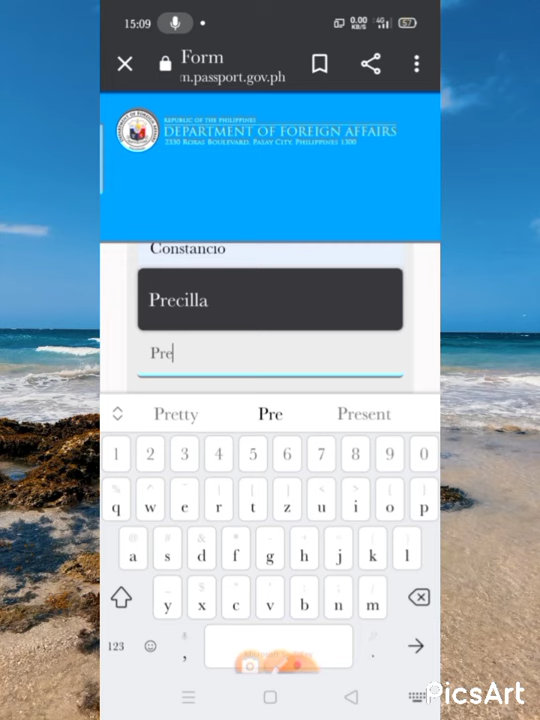 15:09
0.00
KB/S
4G
57
Form
m.passport.gov.ph
REPUBLIC OF THE PHILIPPINES
DEPARTMENT OF FOREIGN AFFAIRS
2330 ROXAS BOULEVARD, PASAY CITY, PHILIPPINES 1300
Constancio
Precilla
Pre
Pretty Pre Present
1 2 3 4 5 6 7 8 9 0
q w e r t z u i o p
a s d f g h j k l
y x c v b n m
123 , .
PicsArt